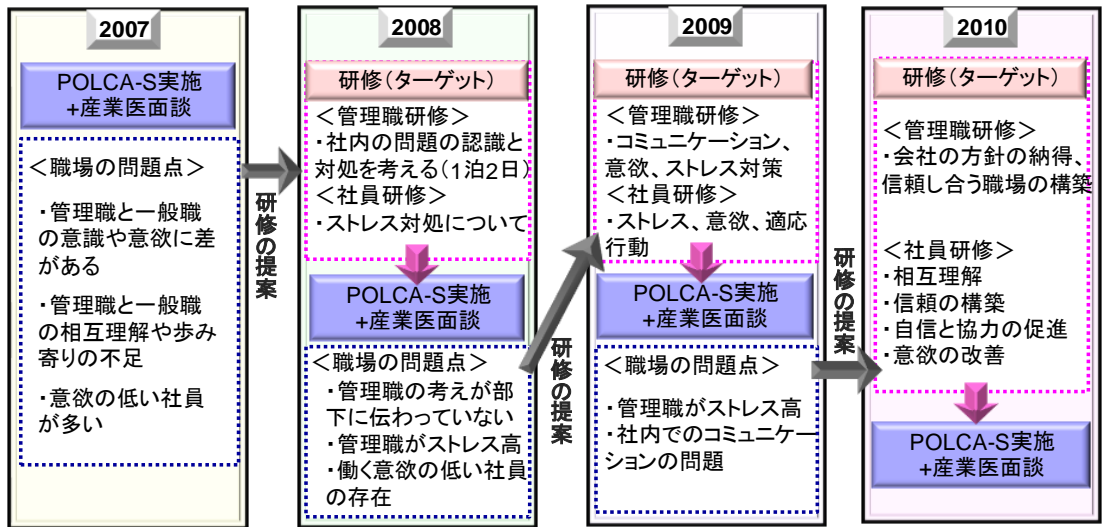 2007
POLCA-S実施
+産業医面談
＜職場の問題点＞
・管理職と一般職
の意識や意欲に差
がある
・管理職と一般職
の相互理解や歩み
寄りの不足
・意欲の低い社員
が多い
研修の提案
2008
研修（ターゲット）
＜管理職研修＞
・社内の問題の認識と
対処を考える（1泊2日）
＜社員研修＞
・ストレス対処について
POLCA-S実施
+産業医面談
＜職場の問題点＞
・管理職の考えが部
下に伝わっていない
・管理職がストレス高
・働く意欲の低い社員
の存在
研修の提案
2009
研修（ターゲット）
＜管理職研修＞
・コミュニケーション、
意欲、ストレス対策
＜社員研修＞
・ストレス、意欲、適応
行動
POLCA-S実施
+産業医面談
＜職場の問題点＞
・管理職がストレス高
・社内でのコミュニケー
ションの問題
研修の提案
2010
研修（ターゲット）
＜管理職研修＞
・会社の方針の納得、
信頼し合う職場の構築
＜社員研修＞
・相互理解
・信頼の構築
・自信と協力の促進
・意欲の改善
POLCA-S実施
+産業医面談